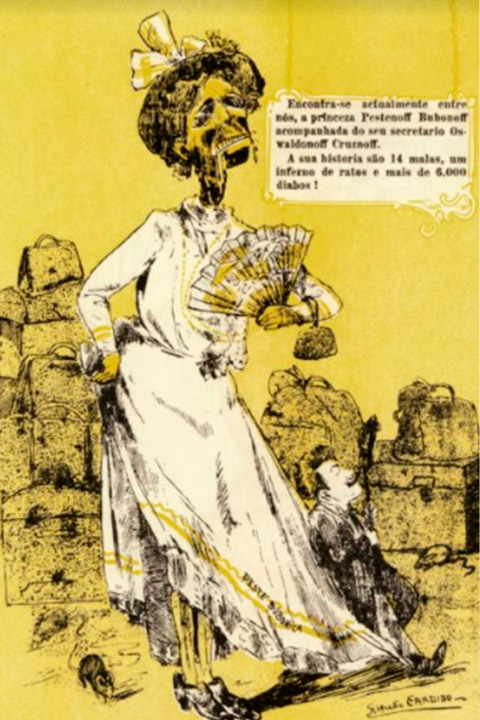 Encontra-se actualmente entre
nós, a princeza Pestenoff Bubonoff
acompanhada do seu secretario Os-
waldonoff Cruznoff.
A sua historia são 14 malas, um
inferno de ratos e mais de 6.000
diabos !
PESTE BUBONICA
Alfredo CANDIDO